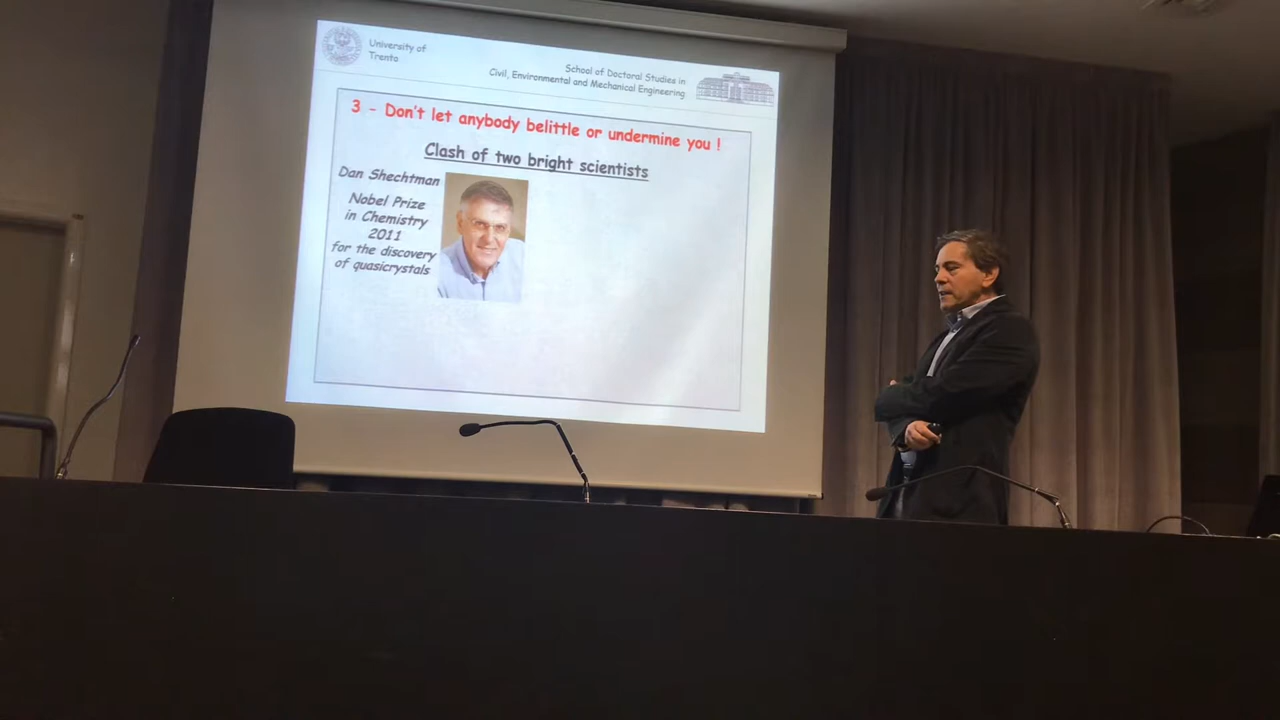 University of
Trento
School of Doctoral Studies in
Civil, Environmental and Mechanical Engineering
3 - Don't let anybody belittle or undermine you !
Clash of two bright scientists
Dan Shechtman
Nobel Prize
in Chemistry
2011
for the discovery
of quasicrystals